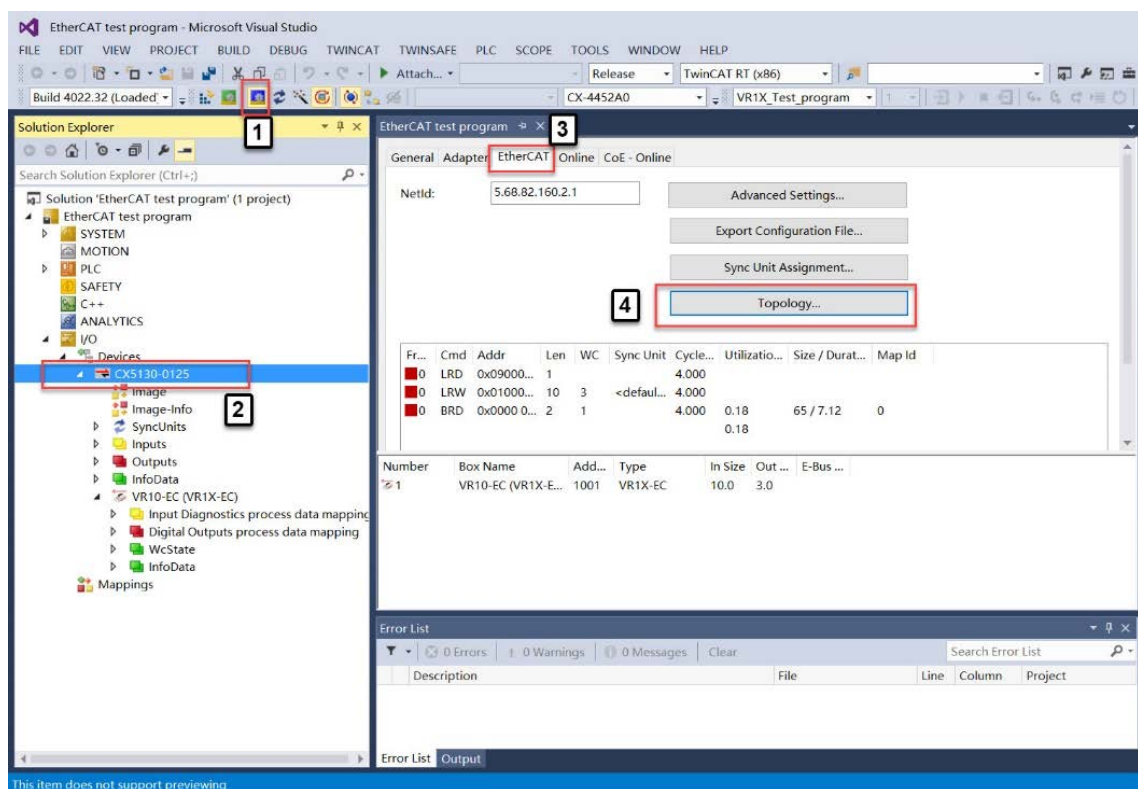 EtherCAT test program - Microsoft Visual Studio
FILE EDIT VIEW PROJECT BUILD DEBUG TWINCAT TWINSAFE PLC SCOPE TOOLS WINDOW HELP
Attach... Release TwinCAT RT (x86)
Build 4022.32 (Loaded CX-4452A0 VR1X_Test_program 1
1
Solution Explorer
Search Solution Explorer (Ctrl+;)
Solution 'EtherCAT test program' (1 project)
EtherCAT test program
SYSTEM
MOTION
PLC
SAFETY
C++
ANALYTICS
I/O
Devices
CX5130-0125
2
Image
Image-Info
SyncUnits
Inputs
Outputs
InfoData
VR10-EC (VR1X-EC)
Input Diagnostics process data mapping
Digital Outputs process data mapping
WcState
InfoData
Mappings
EtherCAT test program
3
General Adapter EtherCAT Online CoE - Online
NetId: 5.68.82.160.2.1
Advanced Settings...
Export Configuration File...
Sync Unit Assignment...
4
Topology...
Fr... Cmd Addr Len WC Sync Unit Cycle... Utilizatio... Size / Durat... Map Id
0 LRD 0x09000... 1 4.000
0 LRW 0x01000... 10 3 <defaul... 4.000
0 BRD 0x0000 0... 2 1 4.000 0.18 65 / 7.12 0
0.18
Number Box Name Add... Type In Size Out ... E-Bus ...
1 VR10-EC (VR1X-E... 1001 VR1X-EC 10.0 3.0
Error List
0 Errors 0 Warnings 0 Messages Clear Search Error List
Description File Line Column Project
Error List Output
This item does not support previewing